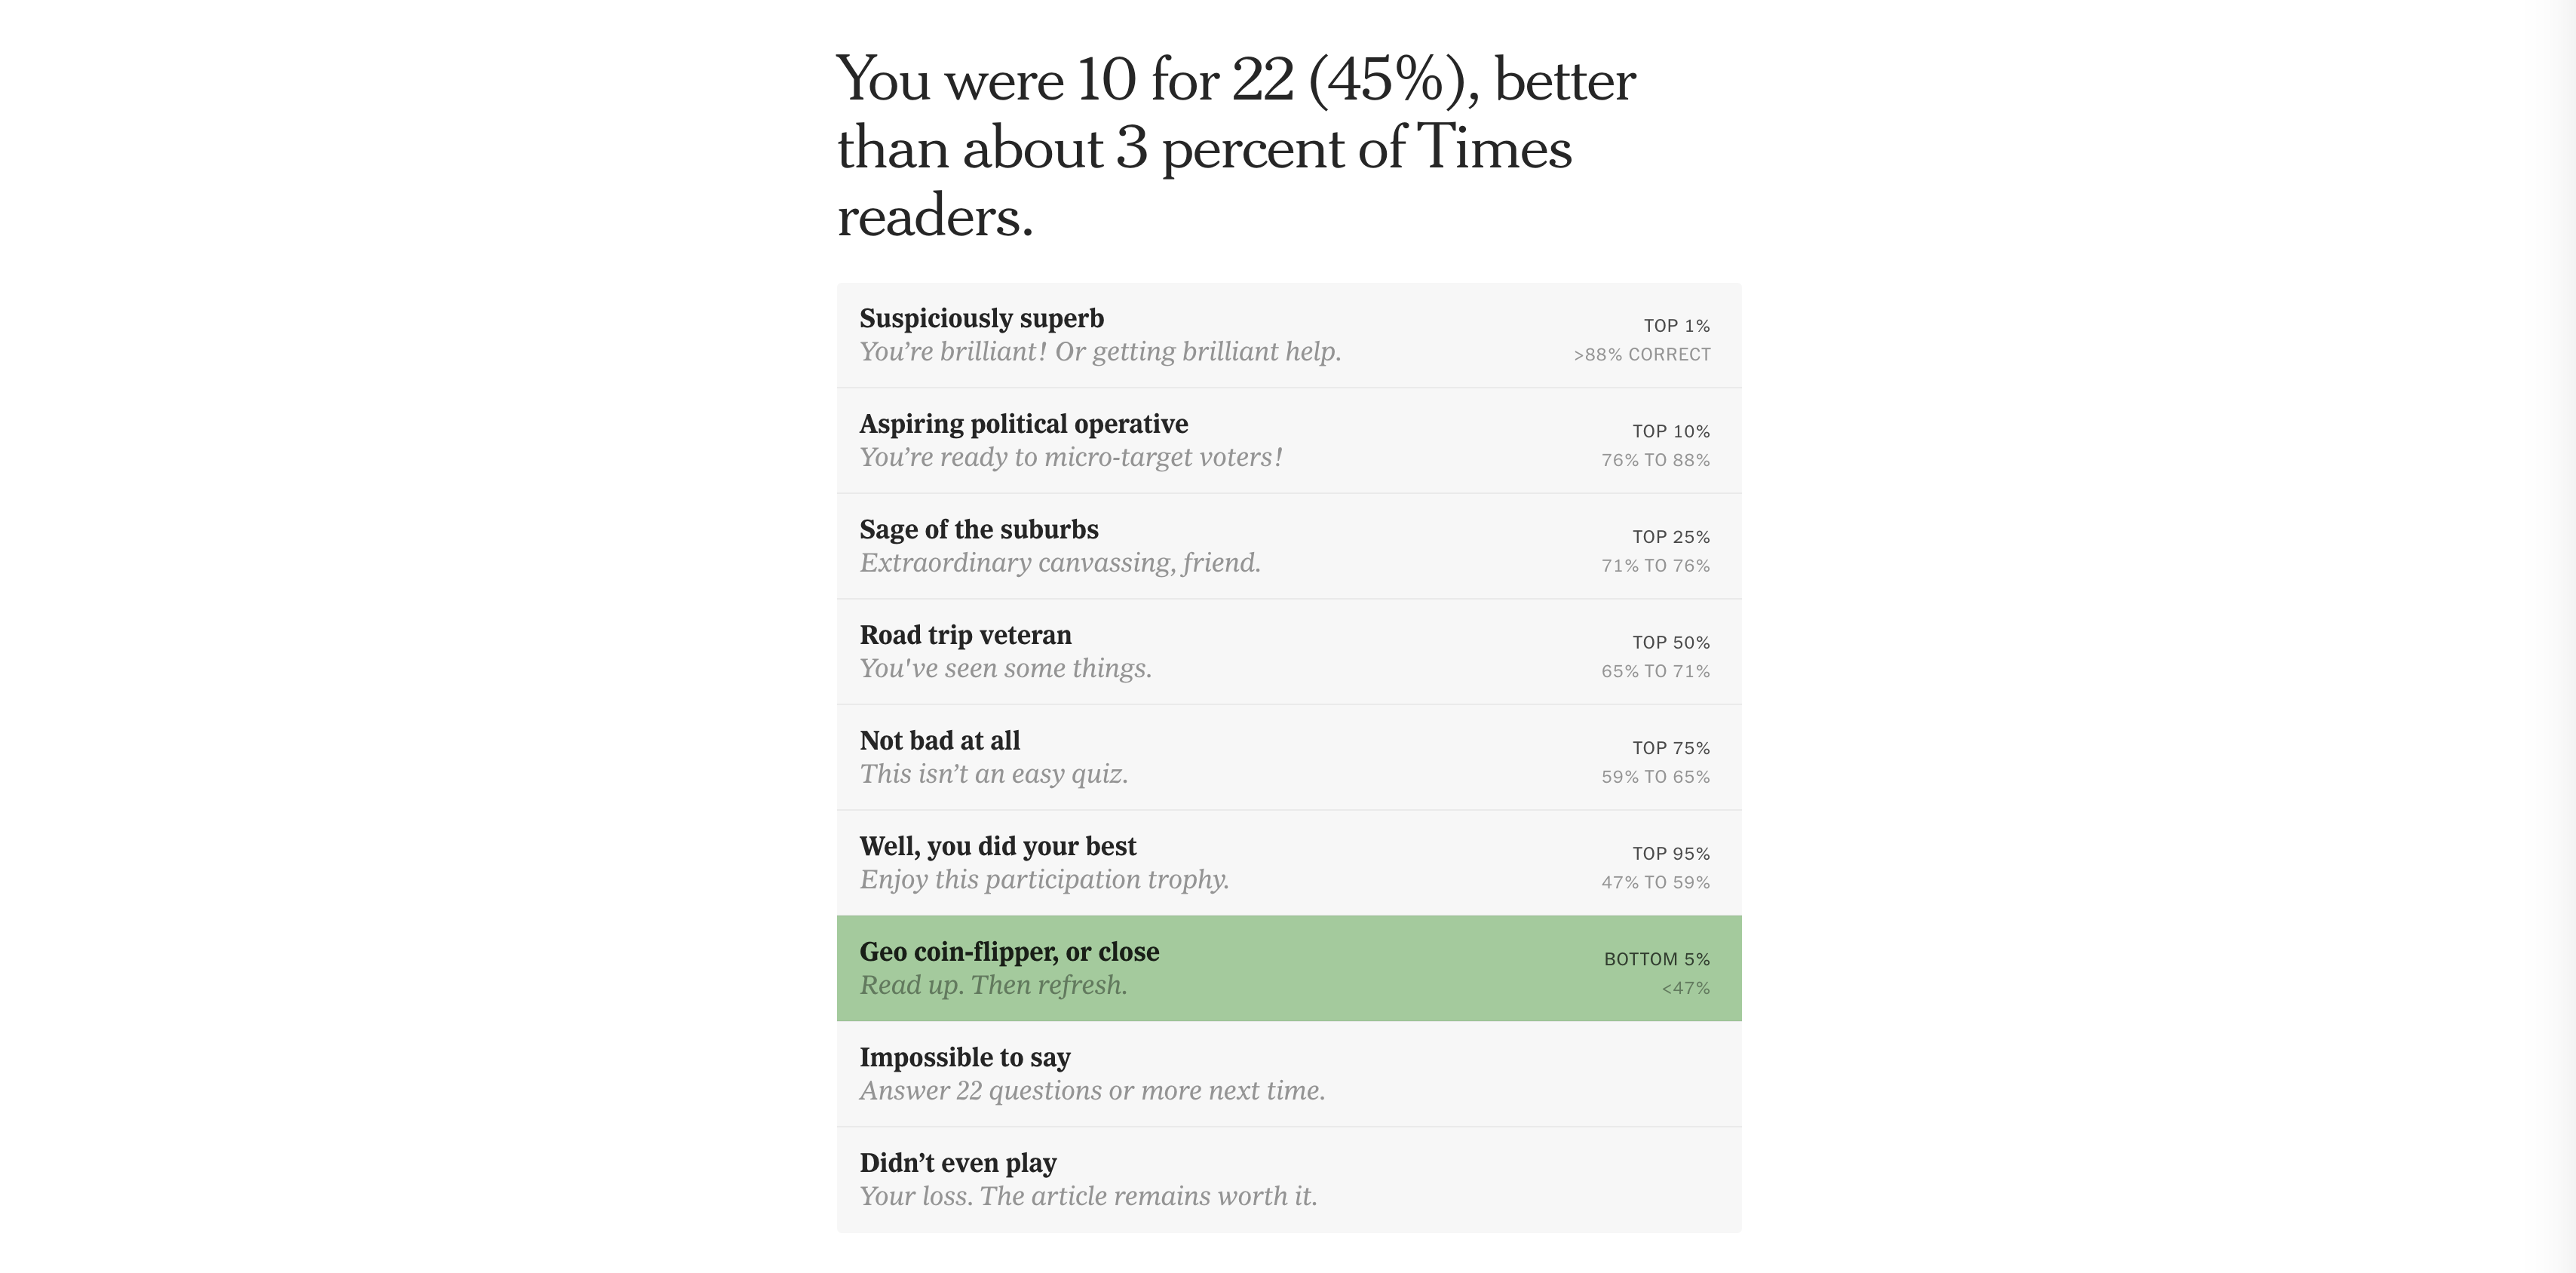 You were 10 for 22 (45%), better
than about 3 percent of Times
readers.
Suspiciously superb
You’re brilliant! Or getting brilliant help.
TOP 1%
>88% CORRECT
Aspiring political operative
You’re ready to micro-target voters!
TOP 10%
76% TO 88%
Sage of the suburbs
Extraordinary canvassing, friend.
TOP 25%
71% TO 76%
Road trip veteran
You've seen some things.
TOP 50%
65% TO 71%
Not bad at all
This isn’t an easy quiz.
TOP 75%
59% TO 65%
Well, you did your best
Enjoy this participation trophy.
TOP 95%
47% TO 59%
Geo coin-flipper, or close
Read up. Then refresh.
BOTTOM 5%
<47%
Impossible to say
Answer 22 questions or more next time.
Didn’t even play
Your loss. The article remains worth it.